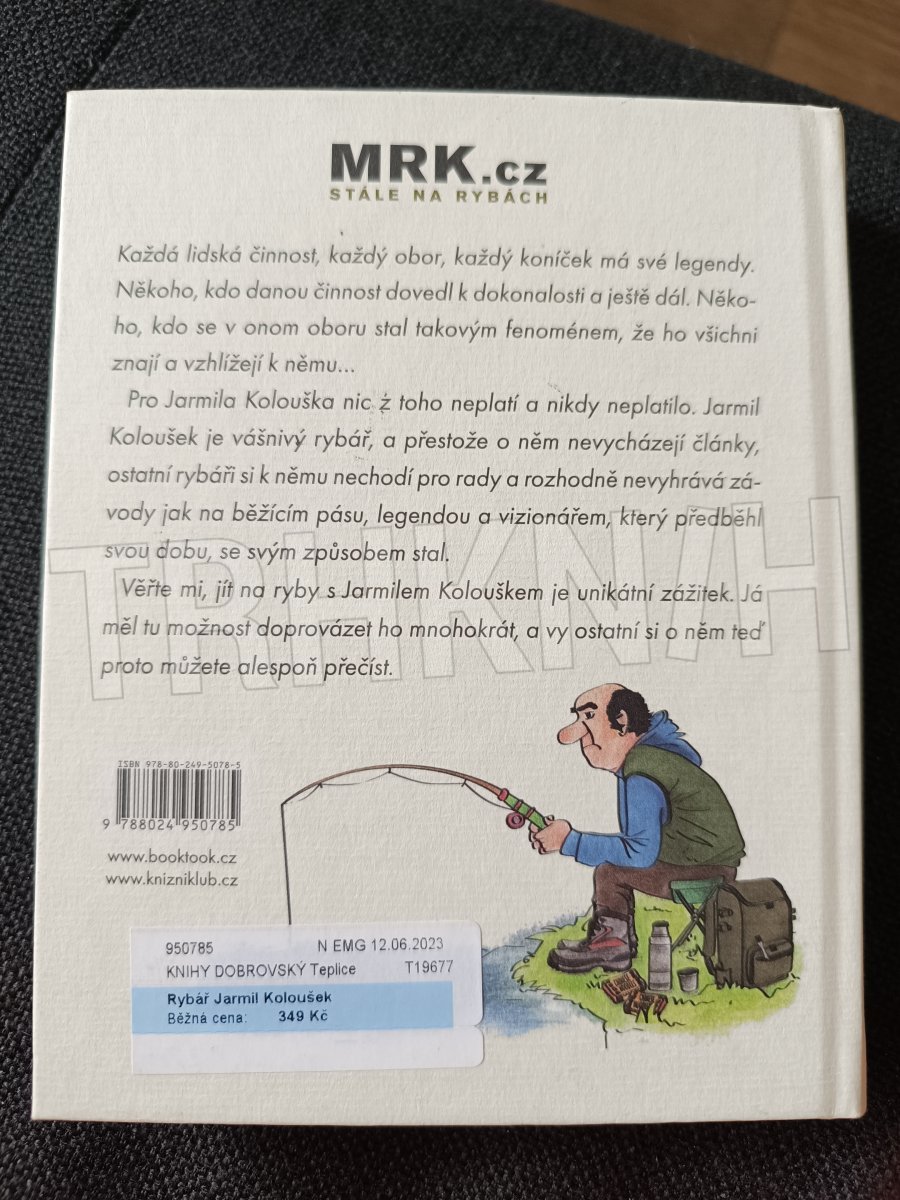 MRK.cz
STÁLE NA RYBÁCH
Každá lidská činnost, každý obor, každý koníček má své legendy.
Někoho, kdo danou činnost dovedl k dokonalosti a ještě dál. Něko-
ho, kdo se v onom oboru stal takovým fenoménem, že ho všichni
znají a vzhlížejí k němu...
Pro Jarmila Kolouška nic z toho neplatí a nikdy neplatilo. Jarmil
Koloušek je vášnivý rybář, a přestože o něm nevycházejí články,
ostatní rybáři si k němu nechodí pro rady a rozhodně nevyhrává zá-
vody jak na běžícím pásu, legendou a vizionářem, který předběhl
svou dobu, se svým způsobem stal.
Věřte mi, jít na ryby s Jarmilem Kolouškem je unikátní zážitek. Já
měl tu možnost doprovázet ho mnohokrát, a vy ostatní si o něm teď
proto můžete alespoň přečíst.
TRHKNIH
ISBN 978-80-249-5078-5
9 788024 950785
www.booktook.cz
www.knizniklub.cz
950785 N EMG 12.06.2023
KNIHY DOBROVSKÝ Teplice T19677
Rybář Jarmil Koloušek
Běžná cena: 349 Kč